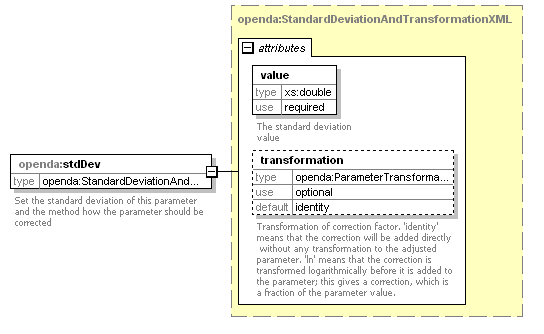 openda:StandardDeviationAndTransformationXML
attributes
value
type xs:double
use required
The standard deviation
value
openda:stdDev
type openda:StandardDeviationAnd...
Set the standard deviation of this parameter
and the method how the parameter should be
corrected
transformation
type openda:ParameterTransforma...
use optional
default identity
Transformation of correction factor. 'identity'
means that the correction will be added directly
without any transformation to the adjusted
parameter. 'ln' means that the correction is
transformed logarithmically before it is added to
the parameter; this gives a correction, which is
a fraction of the parameter value.